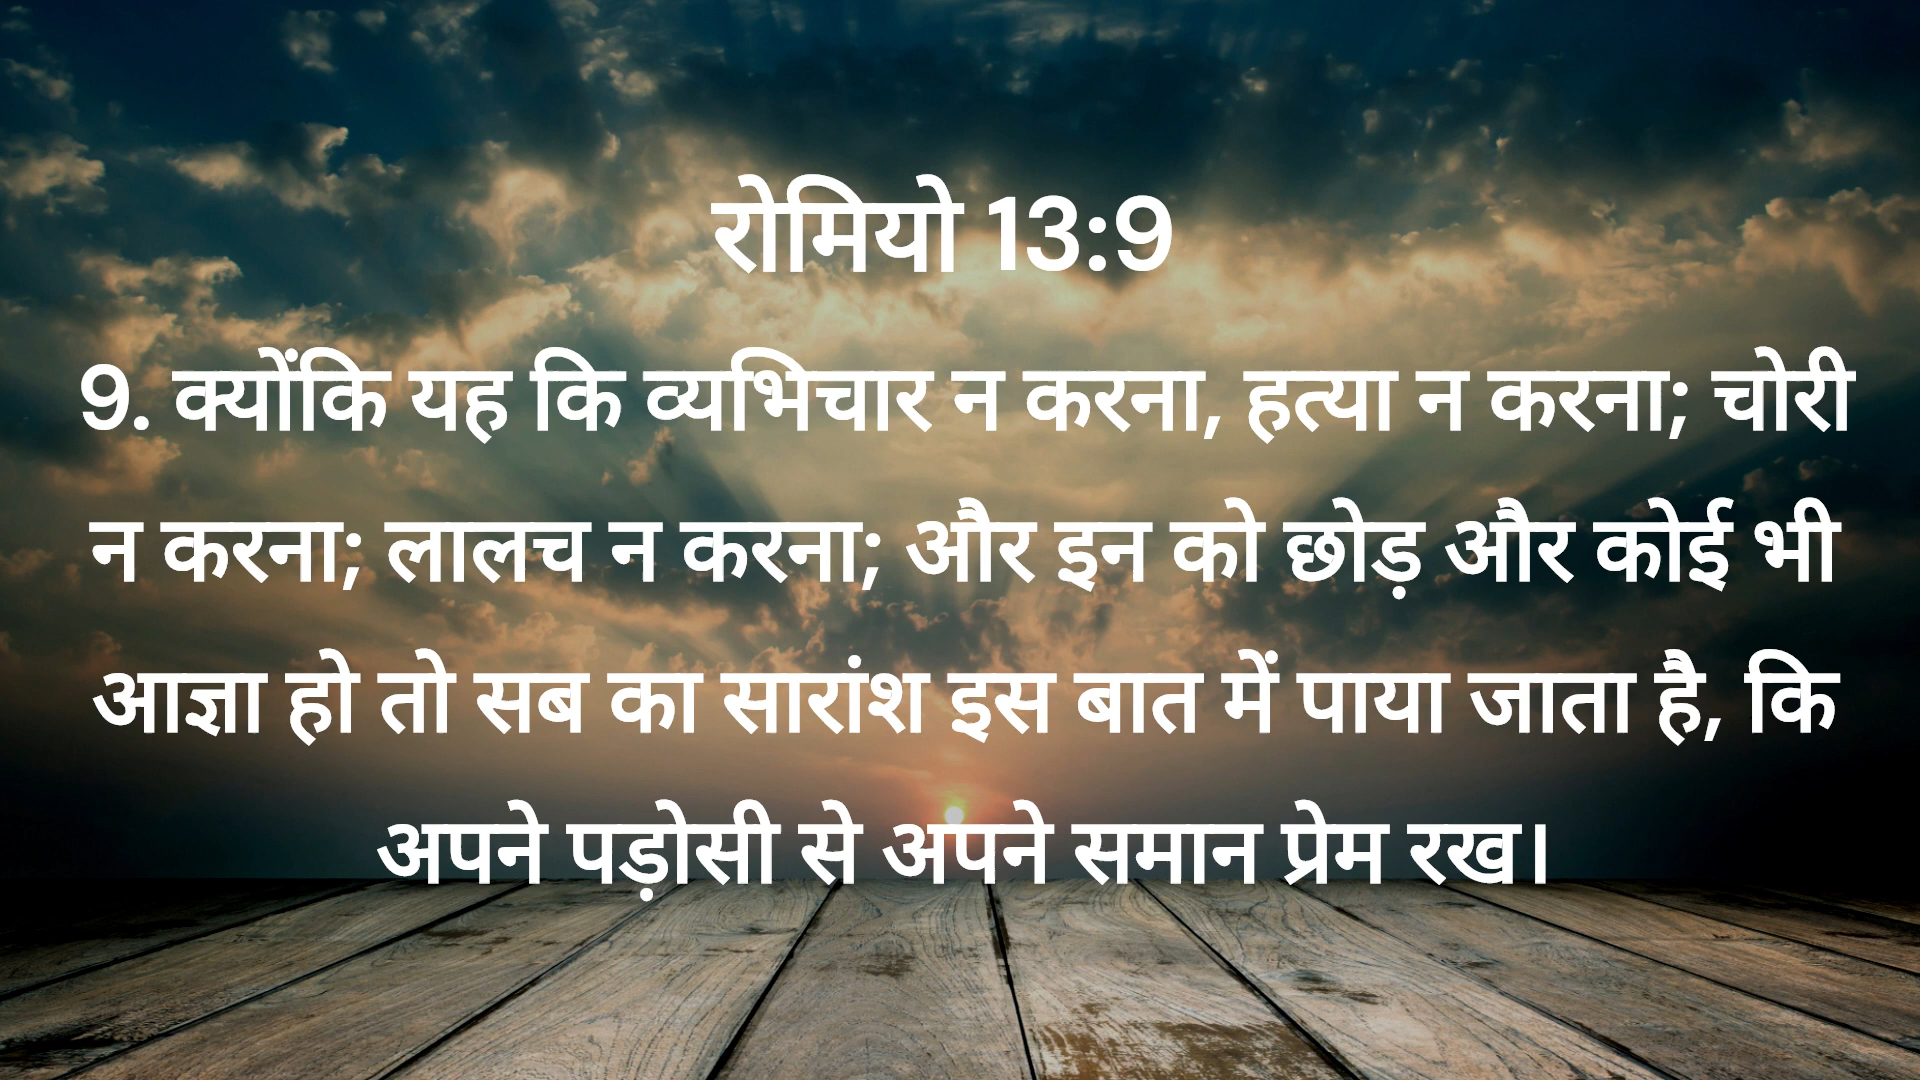 रोमियो 13:9
9. क्योंकि यह कि व्यभिचार न करना, हत्या न करना; चोरी
न करना; लालच न करना; और इन को छोड़ और कोई भी
आज्ञा हो तो सब का सारांश इस बात में पाया जाता है, कि
अपने पड़ोसी से अपने समान प्रेम रख।